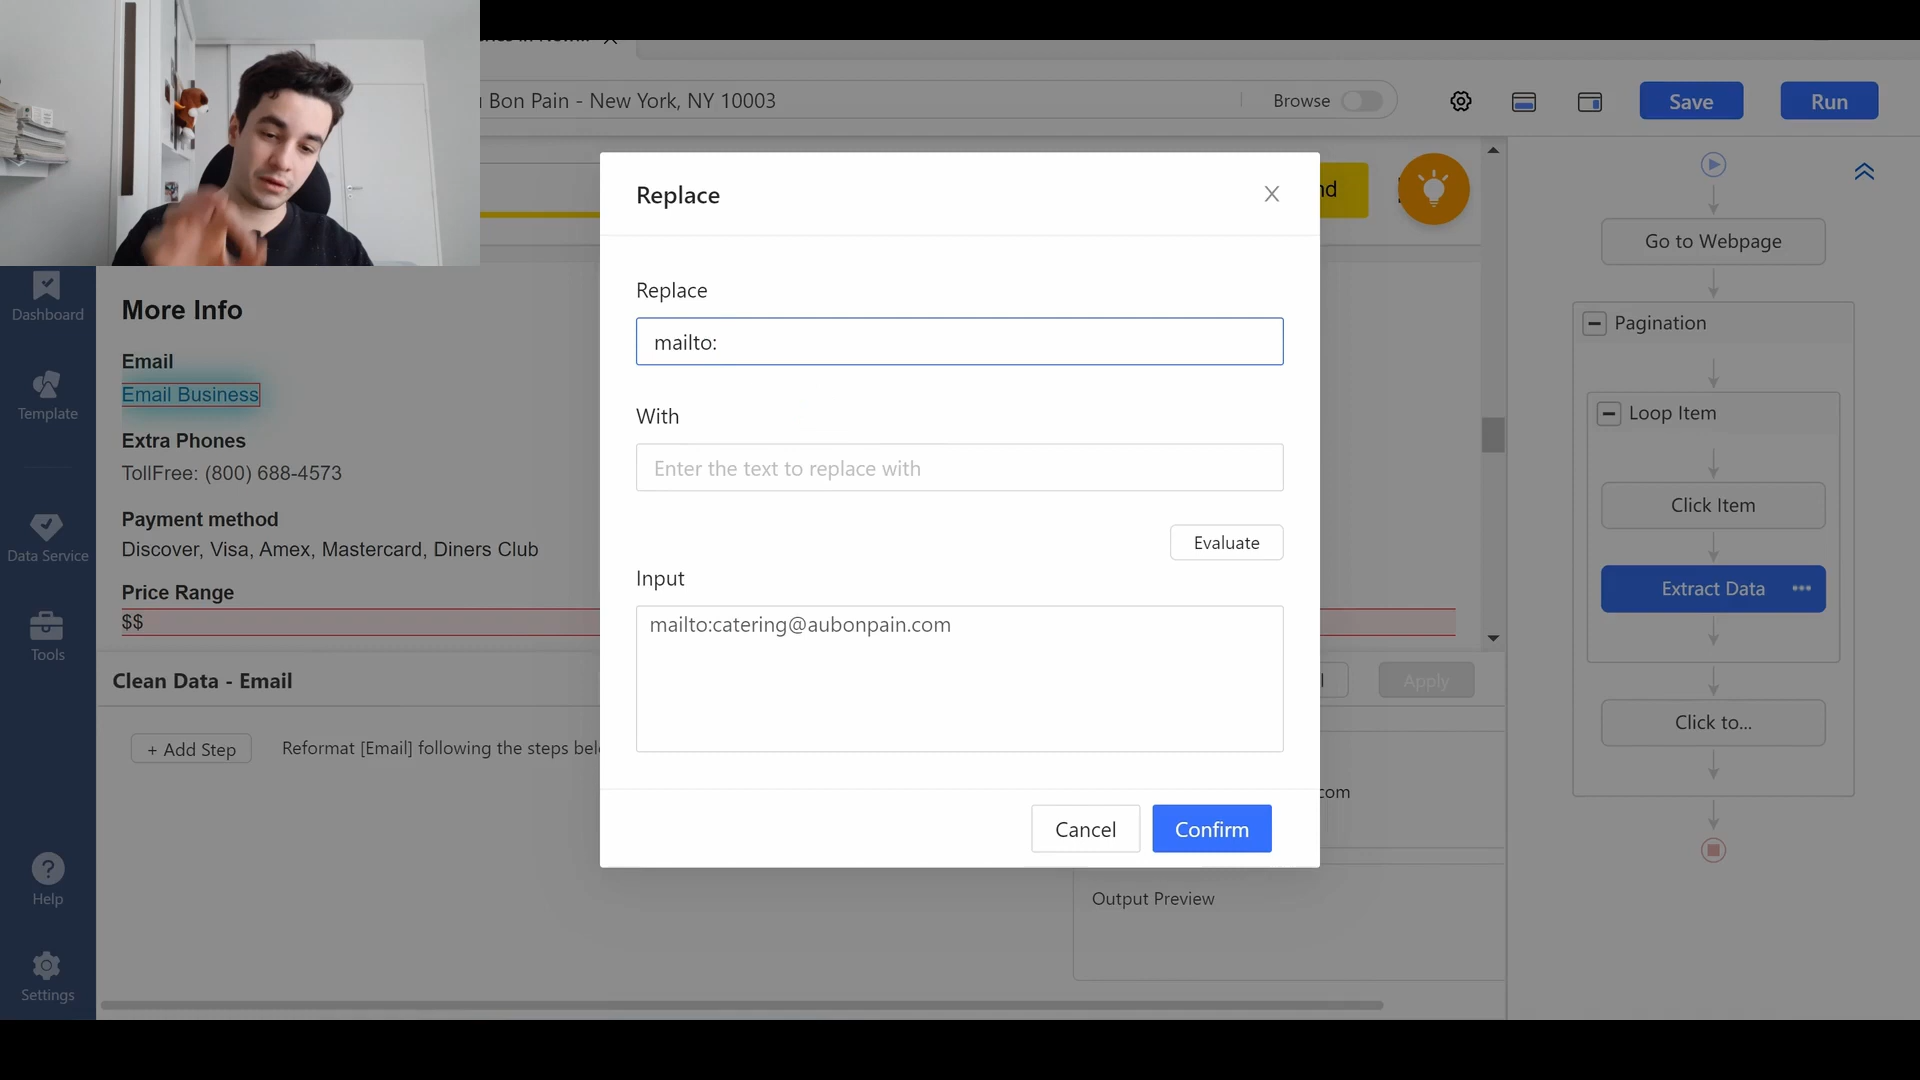 Bon Pain - New York, NY 10003
Browse
Save
Run
Replace
Replace
mailto:
With
Enter the text to replace with
Evaluate
Input
mailto:catering@aubonpain.com
Cancel
Confirm
Dashboard
Template
Data Service
Tools
Help
Settings
More Info
Email
Email Business
Extra Phones
TollFree: (800) 688-4573
Payment method
Discover, Visa, Amex, Mastercard, Diners Club
Price Range
$$
Clean Data - Email
Apply
+ Add Step
Reformat [Email] following the steps
com
Output Preview
Go to Webpage
Pagination
Loop Item
Click Item
Extract Data
Click to...